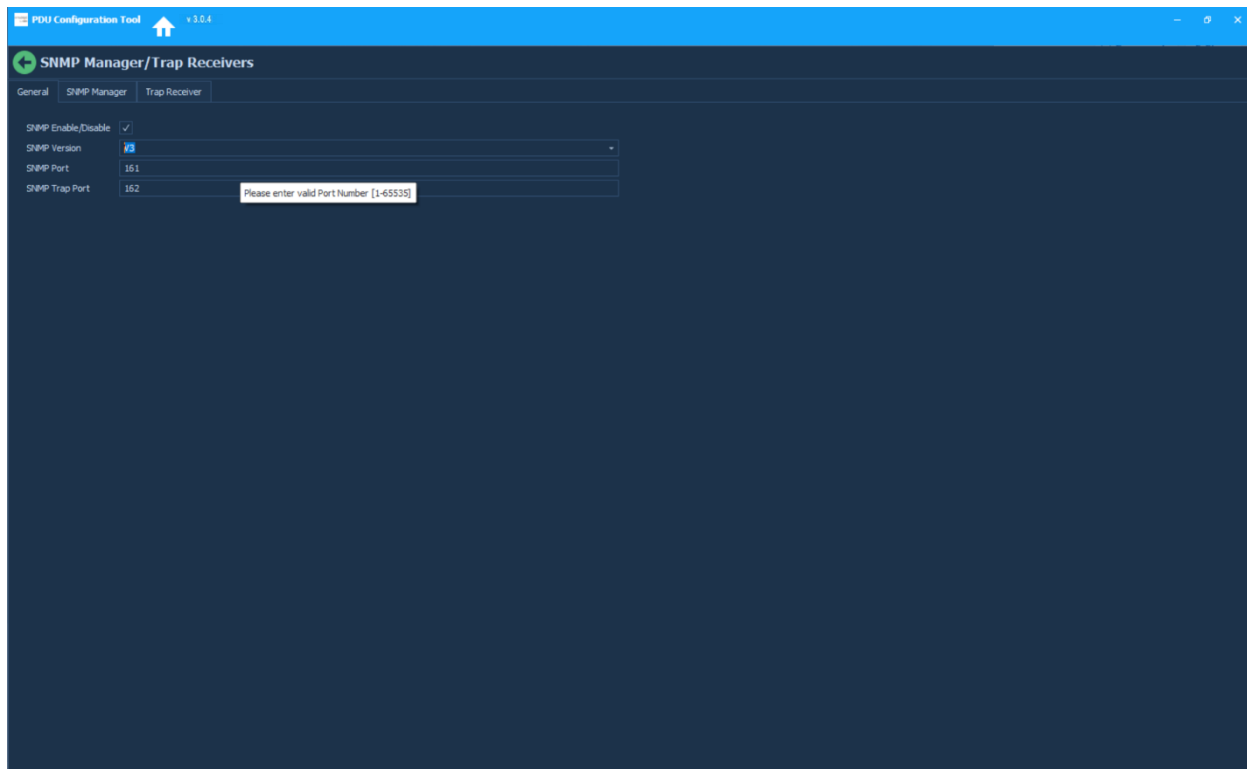 PDU Configuration Tool v 3.0.4
SNMP Manager/Trap Receivers
General SNMP Manager Trap Receiver
SNMP Enable/Disable
SNMP Version V3
SNMP Port 161
SNMP Trap Port 162
Please enter valid Port Number [1-65535]